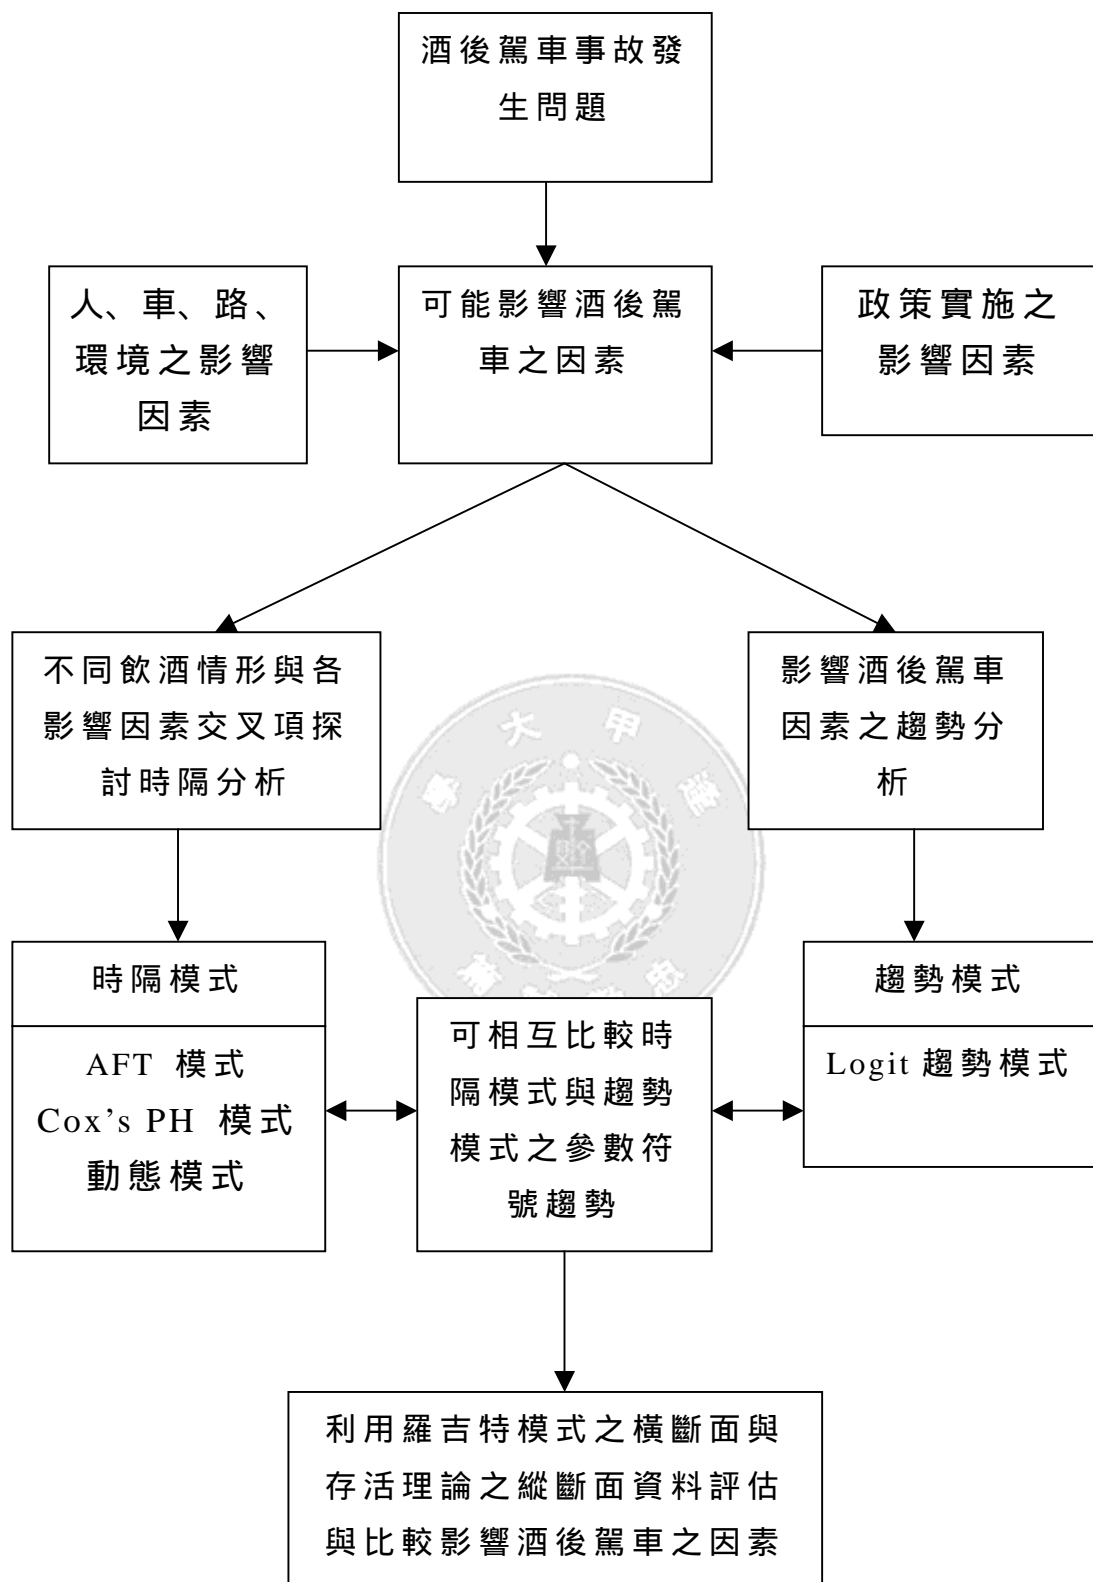 酒後駕車事故發
生問題
人、車、路、
環境之影響
因素
可能影響酒後駕
車之因素
政策實施之
影響因素
不同飲酒情形與各
影響因素交叉項探
討時隔分析
影響酒後駕車
因素之趨勢分
析
大甲逢
學
時隔模式
AFT 模式
Cox's PH 模式
動態模式
可相互比較時
隔模式與趨勢
模式之參數符
號趨勢
趨勢模式
Logit 趨勢模式
利用羅吉特模式之橫斷面與
存活理論之縱斷面資料評估
與比較影響酒後駕車之因素